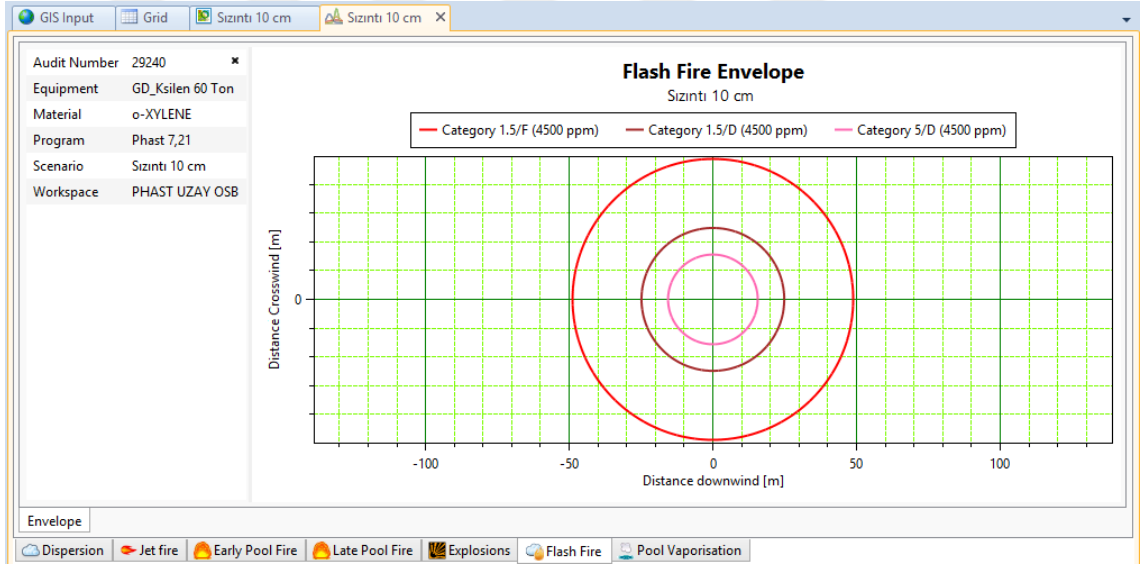 GIS Input Grid Sızıntı 10 cm Sızıntı 10 cm
Audit Number 29240
Equipment GD_Ksilen 60 Ton
Material o-XYLENE
Program Phast 7,21
Scenario Sızıntı 10 cm
Workspace PHAST UZAY OSB
Flash Fire Envelope
Sızıntı 10 cm
Category 1.5/F (4500 ppm) Category 1.5/D (4500 ppm) Category 5/D (4500 ppm)
Distance Crosswind [m]
0
-100 -50 0 50 100
Distance downwind [m]
Envelope
Dispersion Jet fire Early Pool Fire Late Pool Fire Explosions Flash Fire Pool Vaporisation